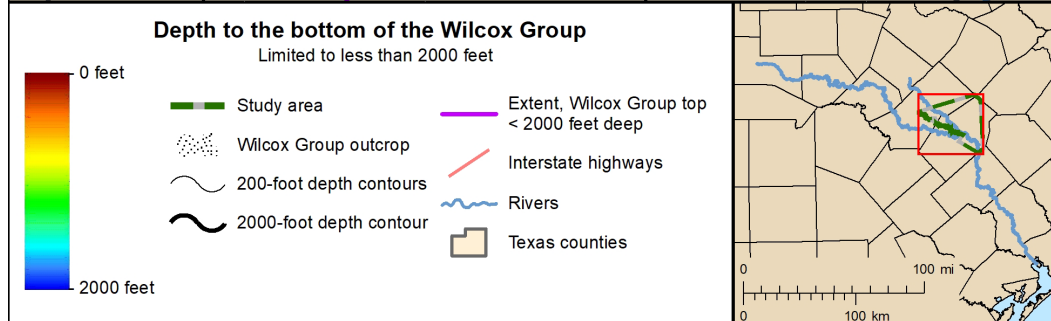 Depth to the bottom of the Wilcox Group
Limited to less than 2000 feet
0 feet
2000 feet
Study area
Wilcox Group outcrop
200-foot depth contours
2000-foot depth contour
Extent, Wilcox Group top
< 2000 feet deep
Interstate highways
Rivers
Texas counties
0 100 mi
0 100 km